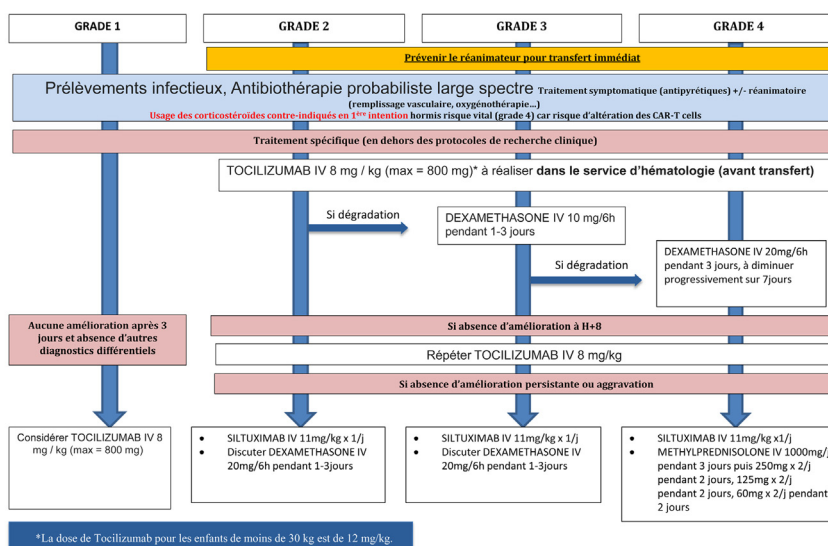 GRADE 1
GRADE 2
GRADE 3
GRADE 4
Prévenir le réanimateur pour transfert immédiat
Prélèvements infectieux, Antibiothérapie probabiliste large spectre Traitement symptomatique (antipyrétiques) +/- réanimatoire
(remplissage vasculaire, oxygénothérapie...)
Usage des corticostéroïdes contre-indiqués en 1ère intention hormis risque vital (grade 4) car risque d'altération des CAR-T cells
Traitement spécifique (en dehors des protocoles de recherche clinique)
TOCILIZUMAB IV 8 mg / kg (max = 800 mg)* à réaliser dans le service d'hématologie (avant transfert)
Si dégradation
DEXAMETHASONE IV 10 mg/6h
pendant 1-3 jours
Si dégradation
DEXAMETHASONE IV 20mg/6h
pendant 3 jours, à diminuer
progressivement sur 7jours
Aucune amélioration après 3
jours et absence d'autres
diagnostics différentiels
Si absence d'amélioration à H+8
Répéter TOCILIZUMAB IV 8 mg/kg
Si absence d'amélioration persistante ou aggravation
Considérer TOCILIZUMAB IV 8
mg / kg (max = 800 mg)
• SILTUXIMAB IV 11mg/kg x 1/j
• Discuter DEXAMETHASONE IV
20mg/6h pendant 1-3jours
• SILTUXIMAB IV 11mg/kg x 1/j
• Discuter DEXAMETHASONE IV
20mg/6h pendant 1-3jours
• SILTUXIMAB IV 11mg/kg x1/j
• METHYLPREDNISOLONE IV 1000mg/j
pendant 3 jours puis 250mg x 2/j
pendant 2 jours, 125mg x 2/j
pendant 2 jours, 60mg x 2/j pendant
2 jours
*La dose de Tocilizumab pour les enfants de moins de 30 kg est de 12 mg/kg.